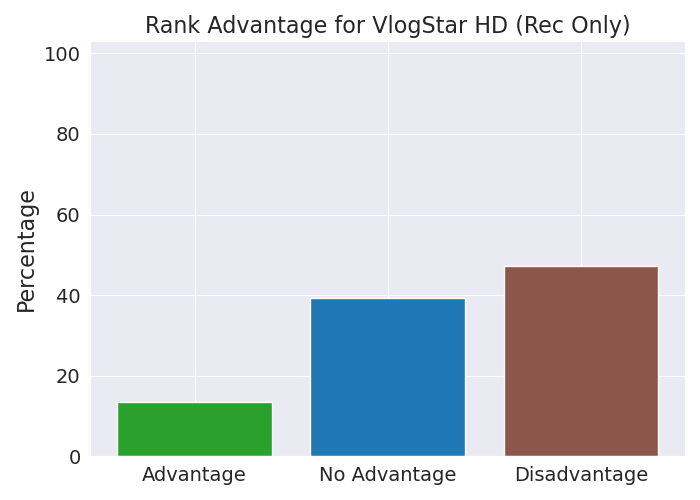 Rank Advantage for VlogStar HD (Rec Only)
100
80
60
40
20
0
Percentage
Advantage
No Advantage
Disadvantage